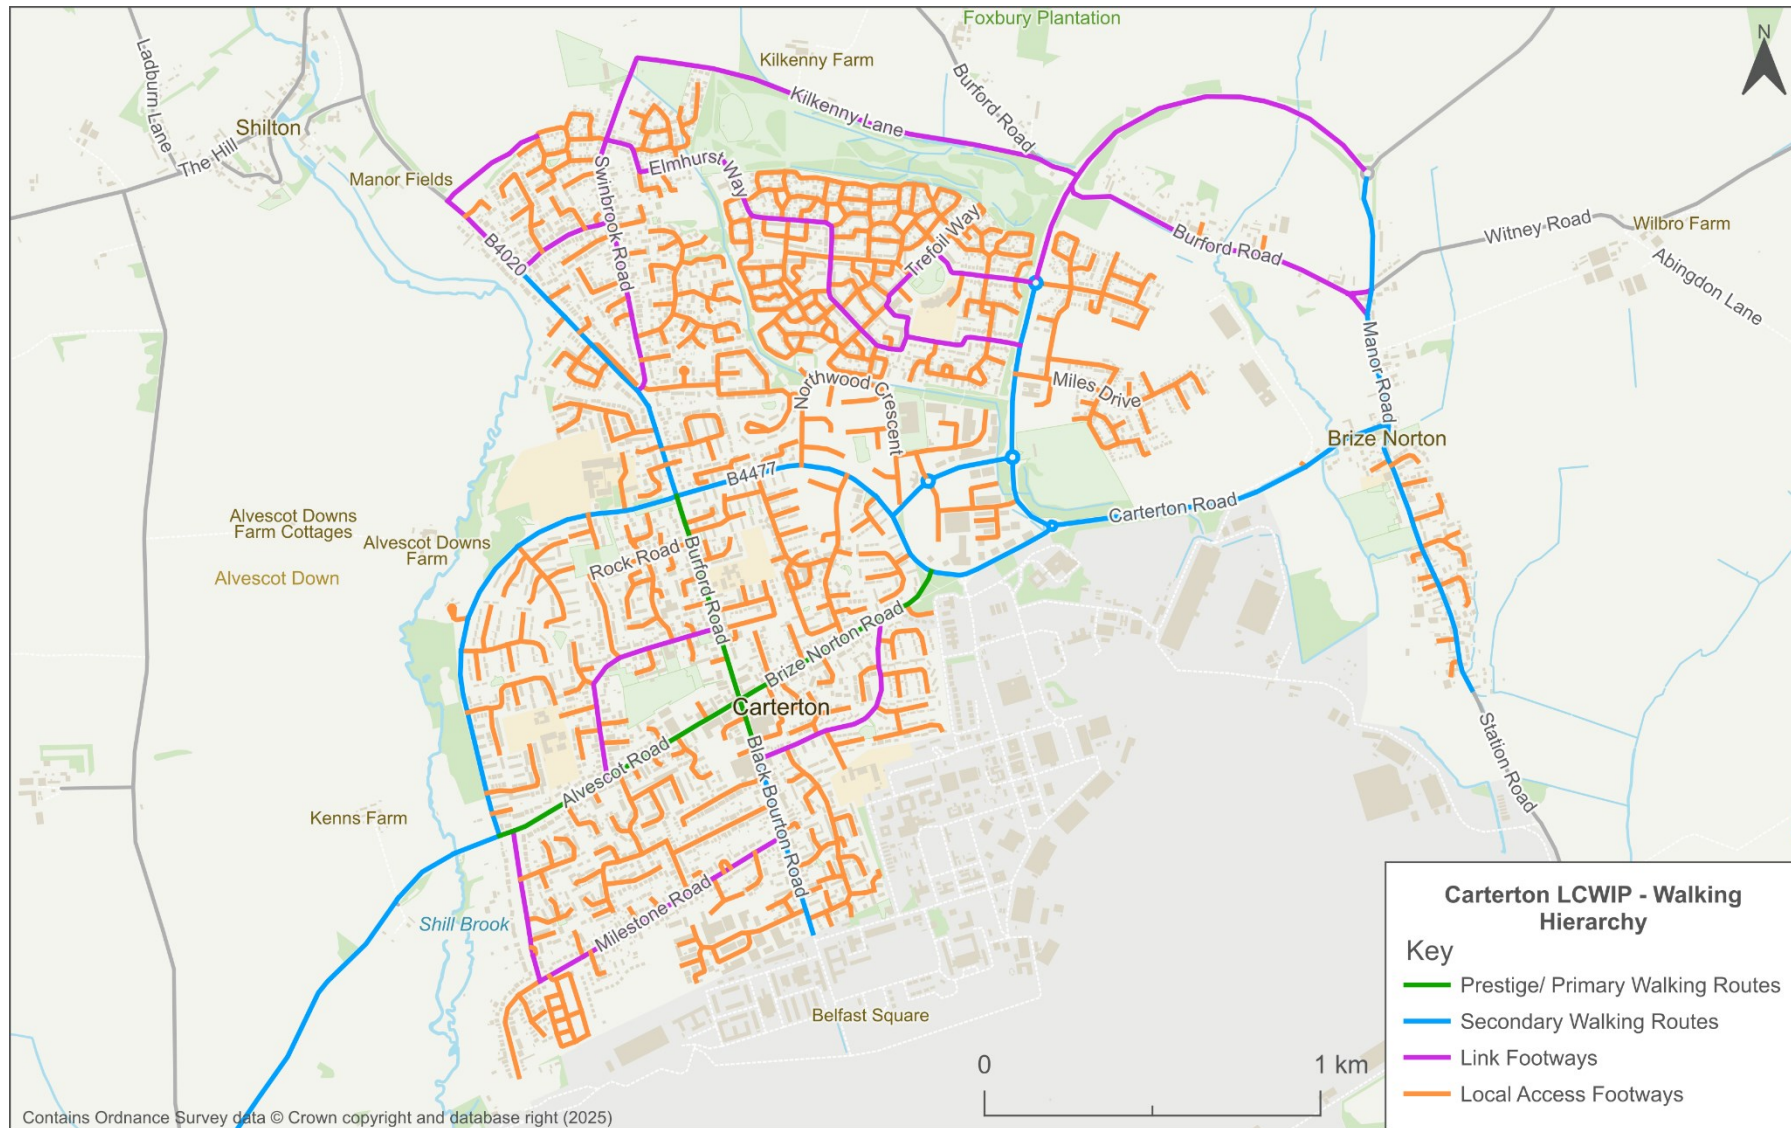 Foxbury Plantation
N
Kilkenny Farm
Ladburn Lane
Burford Road
Kilkenny Lane
Shilton
The Hill
Manor Fields
Elmhurst Way
Swinbrook Road
Trefoil Way
Burford Road
Witney Road
Wilbro Farm
Abingdon Lane
B4020
Manor Road
Northwood Crescent
Miles Drive
Brize Norton
B4477
Carterton Road
Alvescot Downs
Farm Cottages
Alvescot Downs
Farm
Alvescot Down
Rock Road
Burford Road
Brize Norton Road
Carterton
Alvescot Road
Black Bourton Road
Station Road
Kenns Farm
Milestone Road
Shill Brook
Belfast Square
0
1 km
Carterton LCWIP - Walking
Hierarchy
Key
Prestige/ Primary Walking Routes
Secondary Walking Routes
Link Footways
Local Access Footways
Contains Ordnance Survey data © Crown copyright and database right (2025)